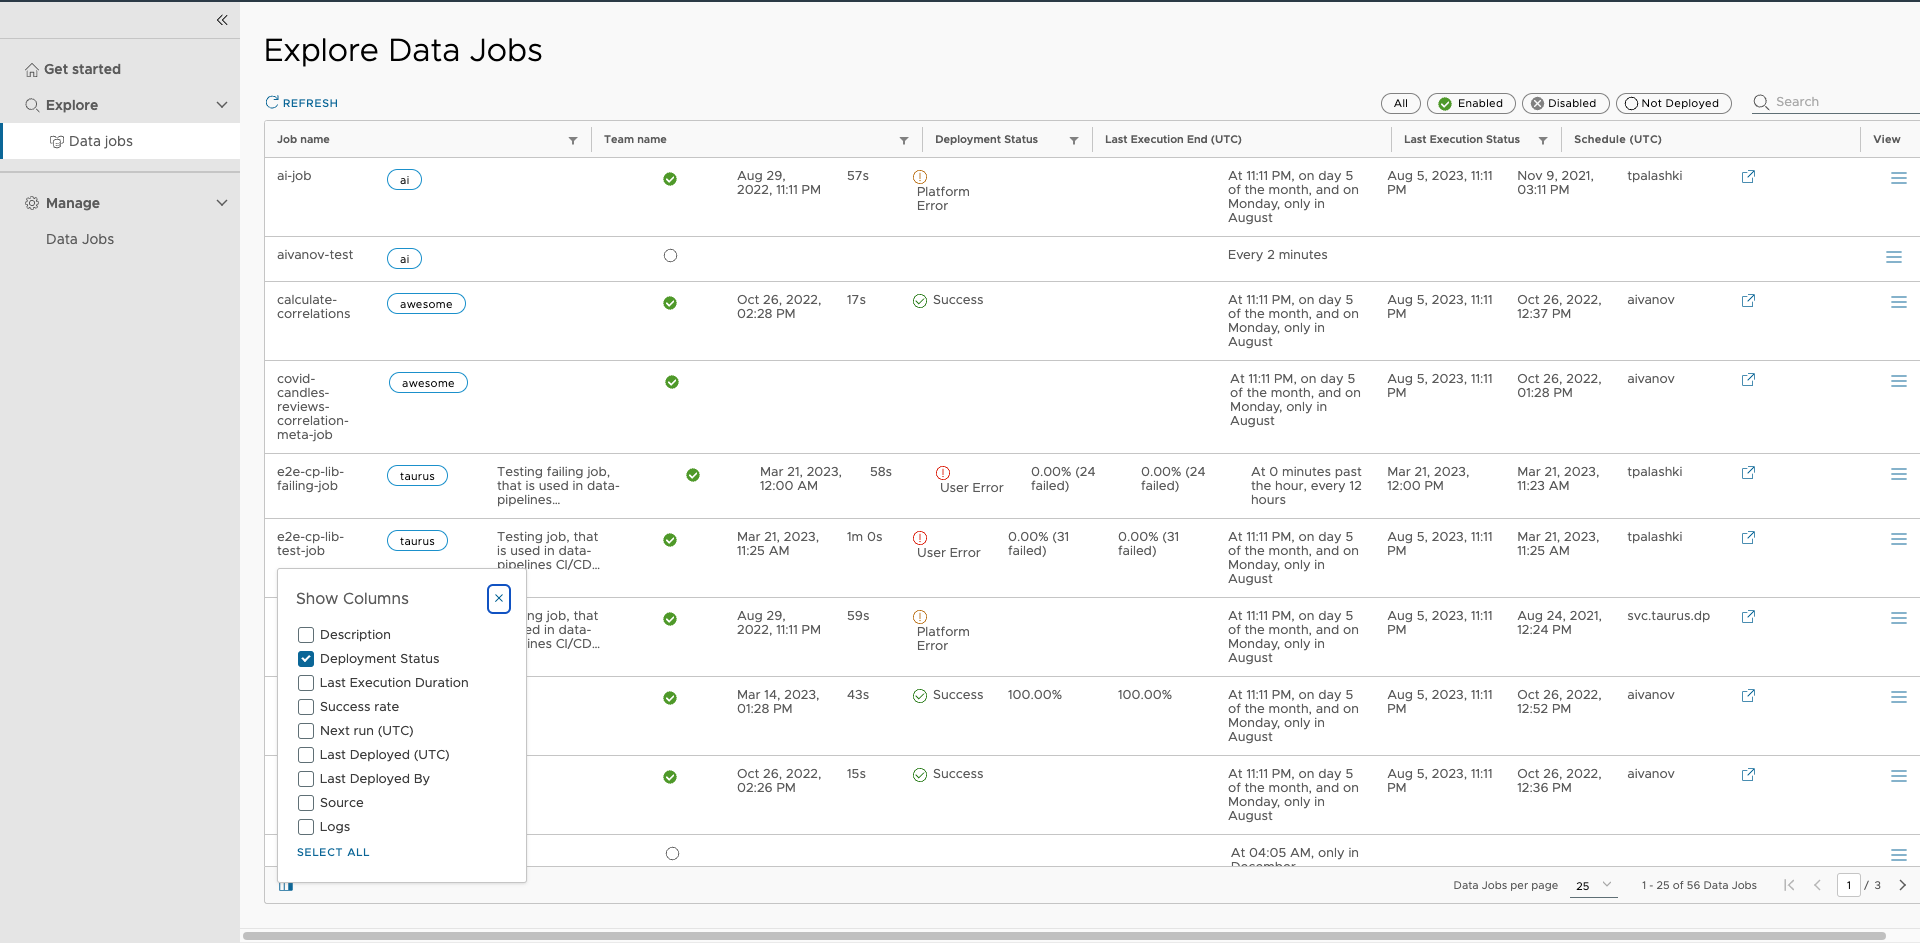 Get started
Explore
Data jobs
Manage
Data Jobs
Explore Data Jobs
REFRESH
All
Enabled
Disabled
Not Deployed
Search
Job name
Team name
Deployment Status
Last Execution End (UTC)
Last Execution Status
Schedule (UTC)
View
ai-job
ai
Aug 29,
2022, 11:11 PM
57s
Platform
Error
At 11:11 PM, on day 5
of the month, and on
Monday, only in
August
Aug 5, 2023, 11:11
PM
Nov 9, 2021,
03:11 PM
tpalashki
aivanov-test
ai
Every 2 minutes
calculate-
correlations
awesome
Oct 26, 2022,
02:28 PM
17s
Success
At 11:11 PM, on day 5
of the month, and on
Monday, only in
August
Aug 5, 2023, 11:11
PM
Oct 26, 2022,
12:37 PM
aivanov
covid-
candles-
reviews-
correlation-
meta-job
awesome
At 11:11 PM, on day 5
of the month, and on
Monday, only in
August
Aug 5, 2023, 11:11
PM
Oct 26, 2022,
01:28 PM
aivanov
e2e-cp-lib-
failing-job
taurus
Testing failing job,
that is used in data-
pipelines...
Mar 21, 2023,
12:00 AM
58s
User Error
0.00% (24
failed)
0.00% (24
failed)
At 0 minutes past
the hour, every 12
hours
Mar 21, 2023,
12:00 PM
Mar 21, 2023,
11:23 AM
tpalashki
e2e-cp-lib-
test-job
taurus
Testing job, that
is used in data-
pipelines CI/CD...
Mar 21, 2023,
11:25 AM
1m 0s
User Error
0.00% (31
failed)
0.00% (31
failed)
At 11:11 PM, on day 5
of the month, and on
Monday, only in
August
Aug 5, 2023, 11:11
PM
Mar 21, 2023,
11:25 AM
tpalashki
ng job, that
ed in data-
ines CI/CD...
Aug 29,
2022, 11:11 PM
59s
Platform
Error
At 11:11 PM, on day 5
of the month, and on
Monday, only in
August
Aug 5, 2023, 11:11
PM
Aug 24, 2021,
12:24 PM
svc.taurus.dp
Mar 14, 2023,
01:28 PM
43s
Success
100.00%
100.00%
At 11:11 PM, on day 5
of the month, and on
Monday, only in
August
Aug 5, 2023, 11:11
PM
Oct 26, 2022,
12:52 PM
aivanov
Oct 26, 2022,
02:26 PM
15s
Success
At 11:11 PM, on day 5
of the month, and on
Monday, only in
August
Aug 5, 2023, 11:11
PM
Oct 26, 2022,
12:36 PM
aivanov
At 04:05 AM, only in
December
Show Columns
Description
Deployment Status
Last Execution Duration
Success rate
Next run (UTC)
Last Deployed (UTC)
Last Deployed By
Source
Logs
SELECT ALL
Data Jobs per page
25
1 - 25 of 56 Data Jobs
1 / 3